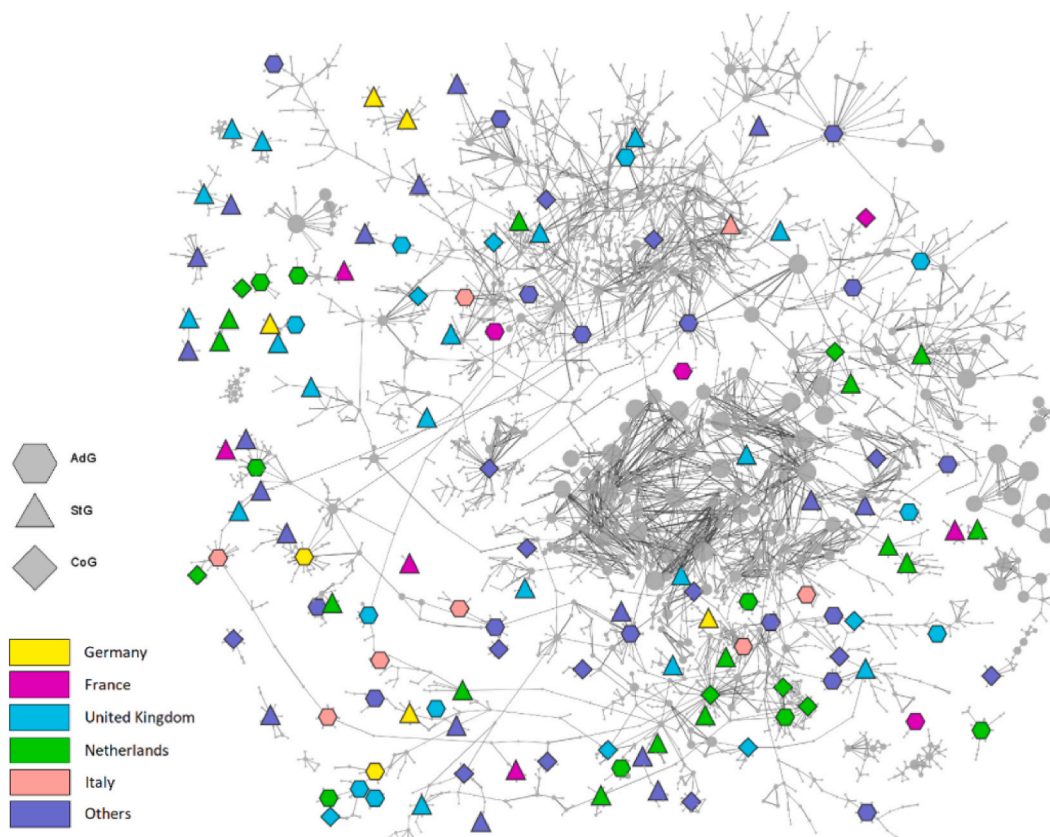 AdG
StG
CoG
Germany
France
United Kingdom
Netherlands
Italy
Others